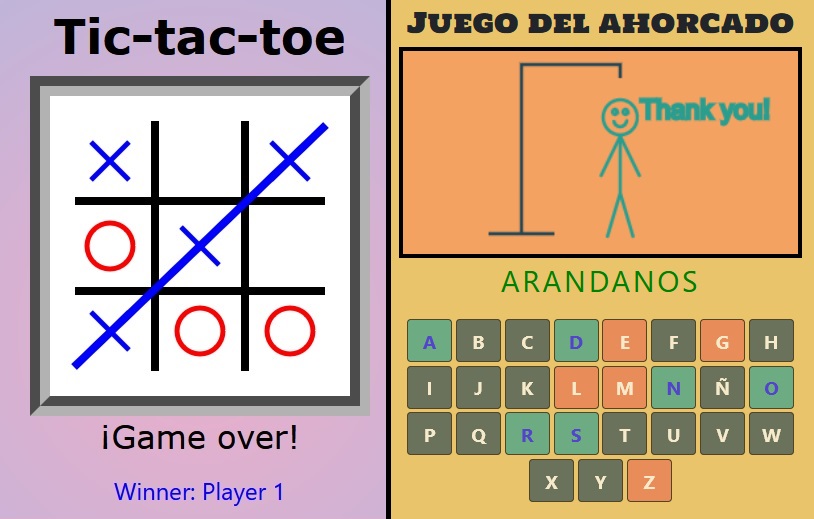 Tic-tac-toe
¡Game over!
Winner: Player 1
JUEGO DEL AHORCADO
Thank you!
ARANDANOS
A B C D E F G H
I J K L M N Ñ O
P Q R S T U V W
X Y Z